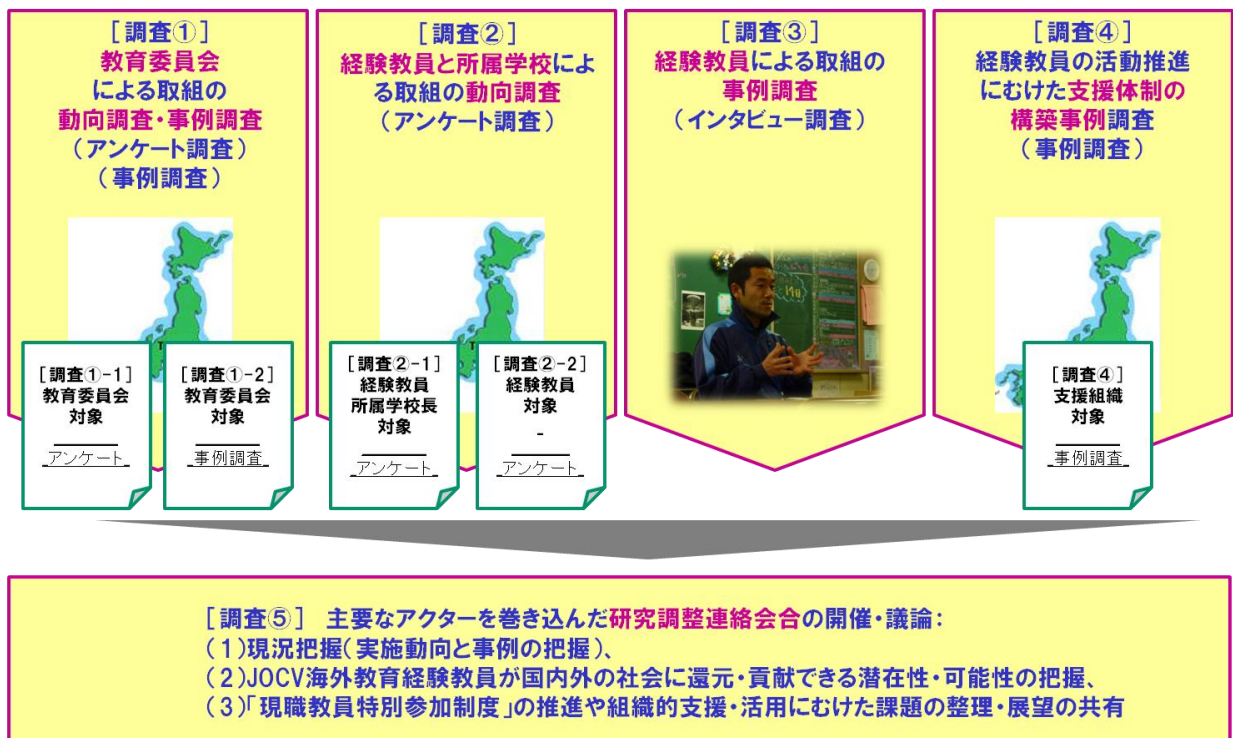 [調査①]
教育委員会
による取組の
動向調査・事例調査
(アンケート調査)
(事例調査)
[調査①-1]
教育委員会
対象
アンケート
[調査①-2]
教育委員会
対象
事例調査
[調査②]
経験教員と所属学校によ
る取組の動向調査
(アンケート調査)
[調査②-1]
経験教員
所属学校長
対象
アンケート
[調査②-2]
経験教員
対象
-
アンケート
[調査③]
経験教員による取組の
事例調査
(インタビュー調査)
[調査④]
経験教員の活動推進
にむけた支援体制の
構築事例調査
(事例調査)
[調査④]
支援組織
対象
事例調査
[調査⑤] 主要なアクターを巻き込んだ研究調整連絡会合の開催・議論:
(1)現況把握(実施動向と事例の把握)、
(2)JOCV海外教育経験教員が国内外の社会に還元・貢献できる潜在性・可能性の把握、
(3)「現職教員特別参加制度」の推進や組織的支援・活用にむけた課題の整理・展望の共有